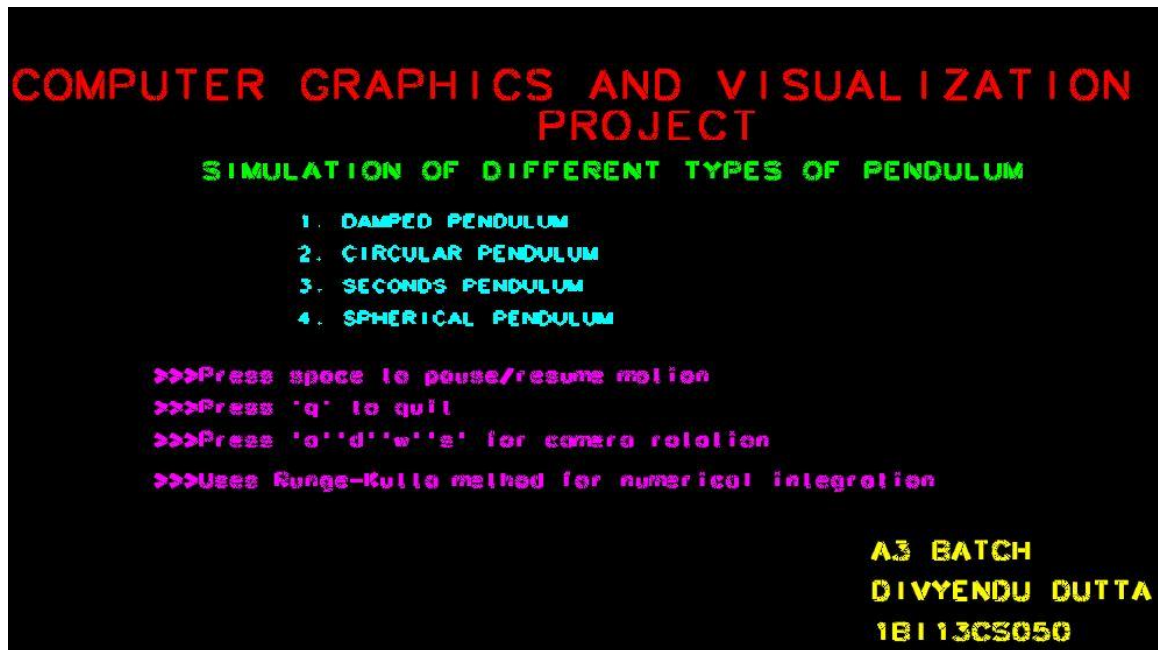 COMPUTER GRAPHICS AND VISUALIZATION
PROJECT
SIMULATION OF DIFFERENT TYPES OF PENDULUM
1. DAMPED PENDULUM
2. CIRCULAR PENDULUM
3. SECONDS PENDULUM
4. SPHERICAL PENDULUM
>>>Press space to pause/resume motion
>>>Press 'q' to quit
>>>Press 'a''d''w''s' for camera rotation
>>>Uses Runge-Kutta method for numerical integration
A3 BATCH
DIVYENDU DUTTA
1BI13CS050